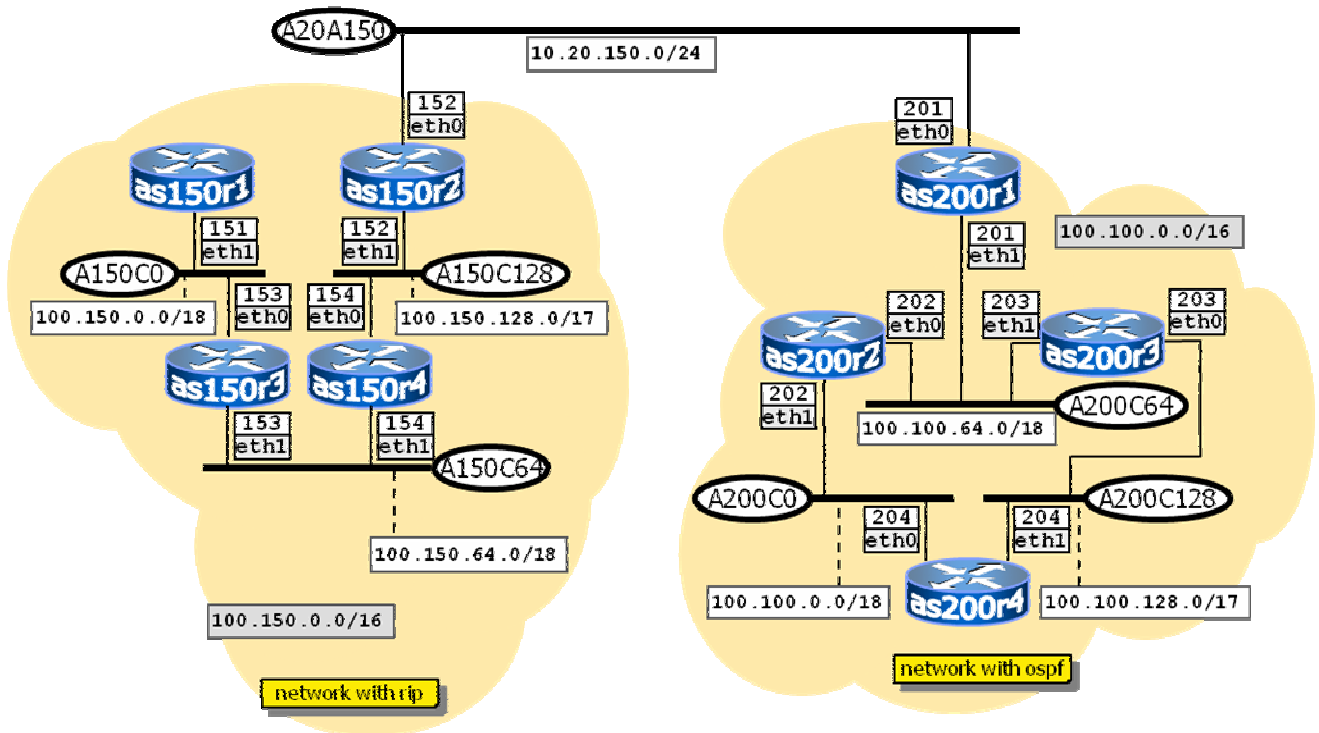 A20A150
10.20.150.0/24
152
eth0
201
eth0
as150r1
as150r2
as200r1
151
eth1
152
eth1
201
eth1
100.100.0.0/16
A150C0
A150C128
153
eth0
154
eth0
202
eth0
203
eth1
203
eth0
100.150.0.0/18
100.150.128.0/17
as150r3
as150r4
as200r2
as200r3
153
eth1
154
eth1
202
eth1
A200C64
100.100.64.0/18
A150C64
A200C0
A200C128
204
eth0
204
eth1
100.150.64.0/18
as200r4
100.100.0.0/18
100.100.128.0/17
100.150.0.0/16
network with rip
network with ospf